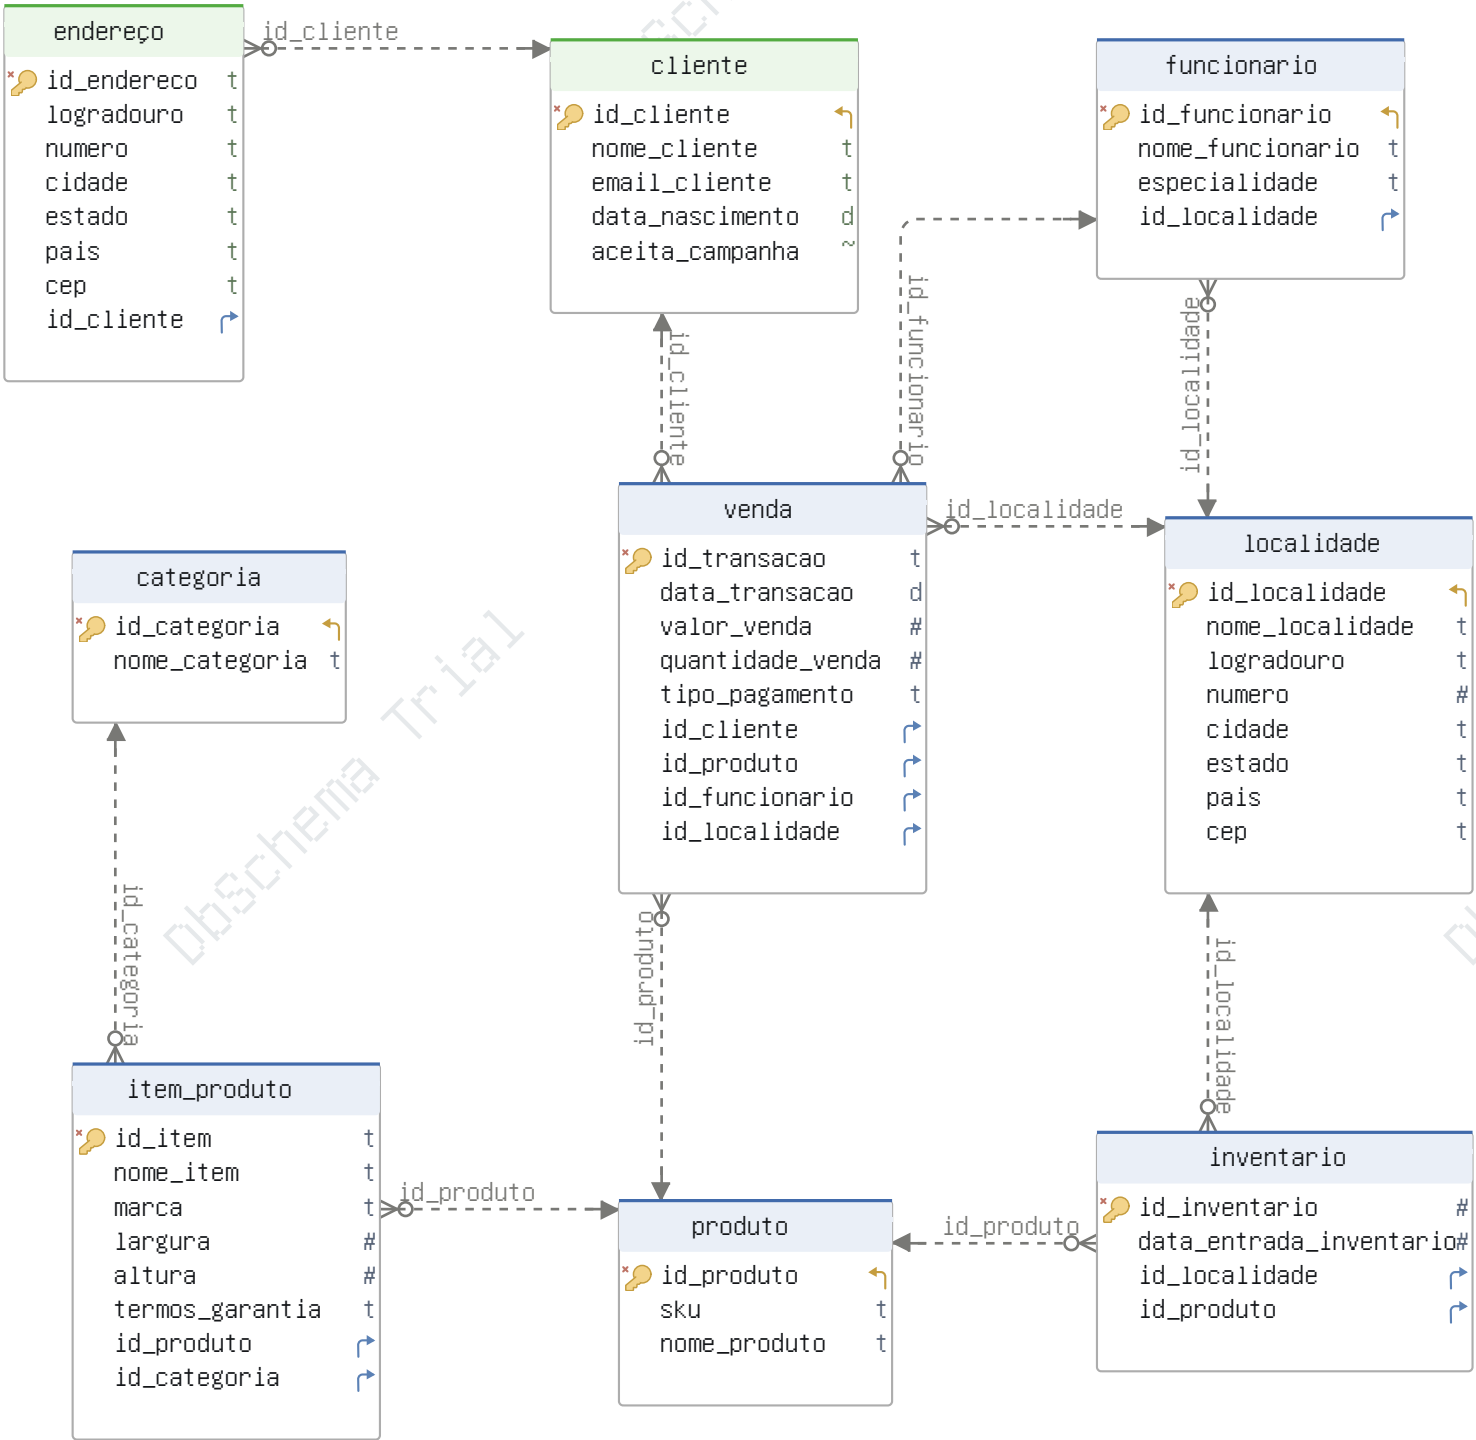 endereço
id_endereco t
logradouro t
numero t
cidade t
estado t
pais t
cep t
id_cliente
id_cliente
cliente
id_cliente
nome_cliente t
email_cliente t
data_nascimento d
aceita_campanha ~
funcionario
id_funcionario
nome_funcionario t
especialidade t
id_localidade
id_cliente
id_funcionario
id_localidade
venda
id_transacao t
data_transacao d
valor_venda #
quantidade_venda #
tipo_pagamento t
id_cliente
id_produto
id_funcionario
id_localidade
id_localidade
localidade
id_localidade
nome_localidade t
logradouro t
numero #
cidade t
estado t
pais t
cep t
categoria
id_categoria
nome_categoria t
DbSchema Trial
id_categoria
id_produto
id_localidade
item_produto
id_item t
nome_item t
marca t
largura #
altura #
termos_garantia t
id_produto
id_categoria
id_produto
produto
id_produto
sku t
nome_produto t
id_produto
inventario
id_inventario #
data_entrada_inventario#
id_localidade
id_produto